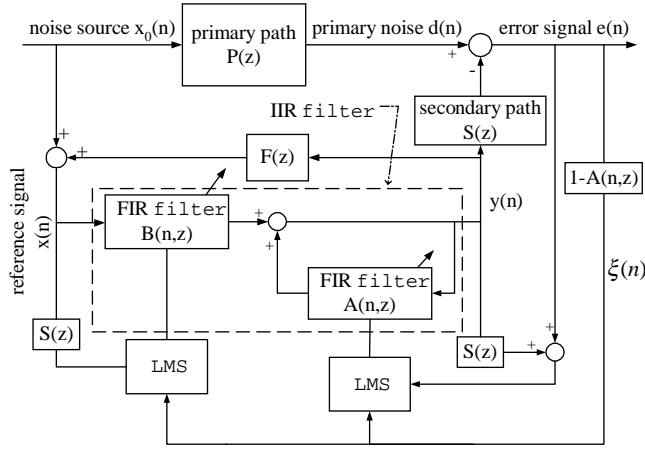 noise source x₀(n)
primary path
P(z)
primary noise d(n)
error signal e(n)
+
-
secondary path
S(z)
IIR filter
+
+
F(z)
1-A(n,z)
reference signal
x(n)
FIR filter
B(n,z)
+
+
y(n)
FIR filter
A(n,z)
ξ(n)
S(z)
S(z)
+
+
LMS
LMS